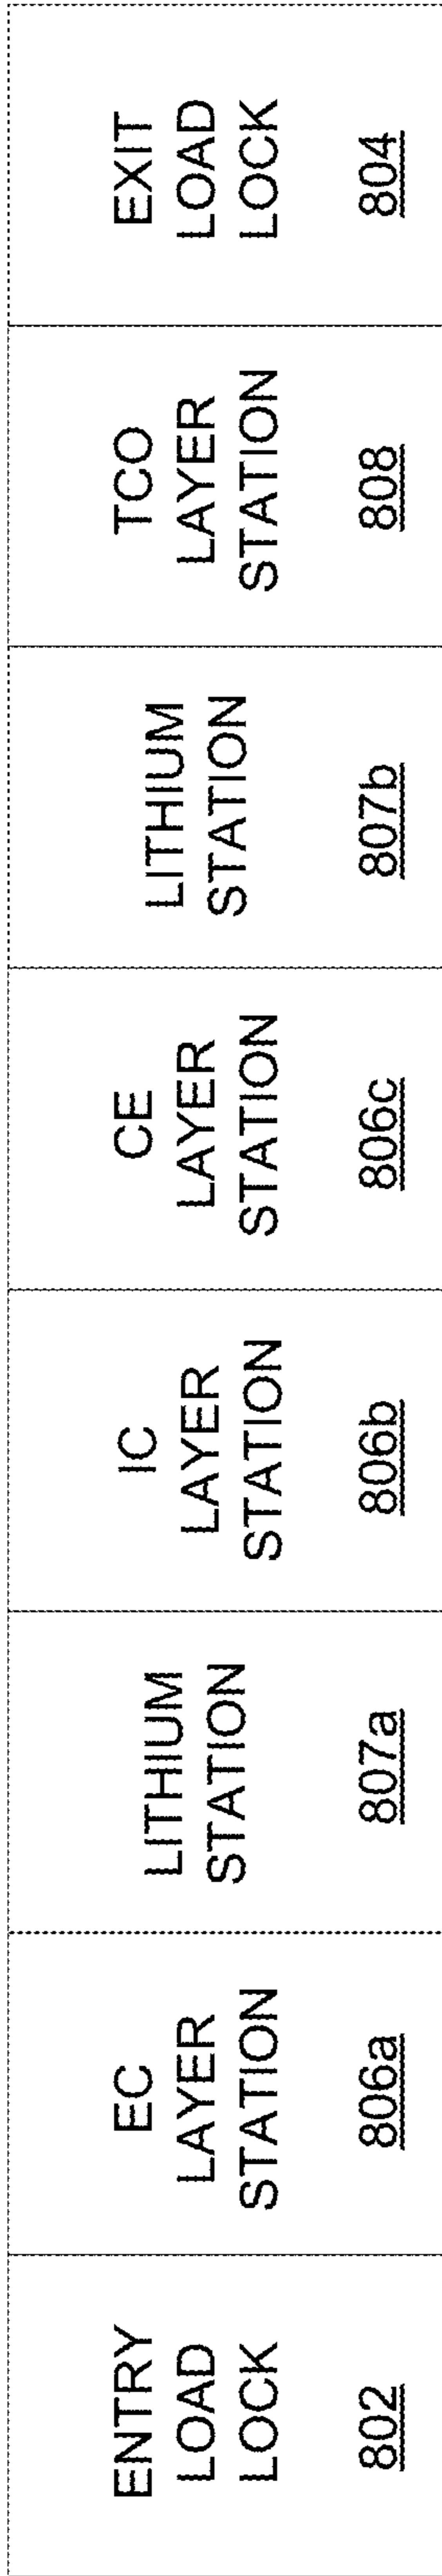 ENTRY
LOAD
LOCK
802
EC
LAYER
STATION
806a
LITHIUM
STATION
807a
IC
LAYER
STATION
806b
CE
LAYER
STATION
806c
LITHIUM
STATION
807b
TCO
LAYER
STATION
808
EXIT
LOAD
LOCK
804